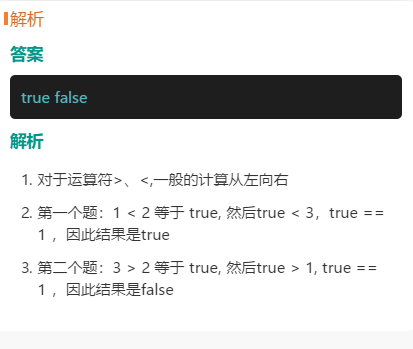 解析
答案
true false
解析
1. 对于运算符>、<,一般的计算从左向右
2. 第一个题：1 < 2 等于 true, 然后true < 3，true ==
1 ，因此结果是true
3. 第二个题：3 > 2 等于 true, 然后true > 1, true ==
1 ，因此结果是false